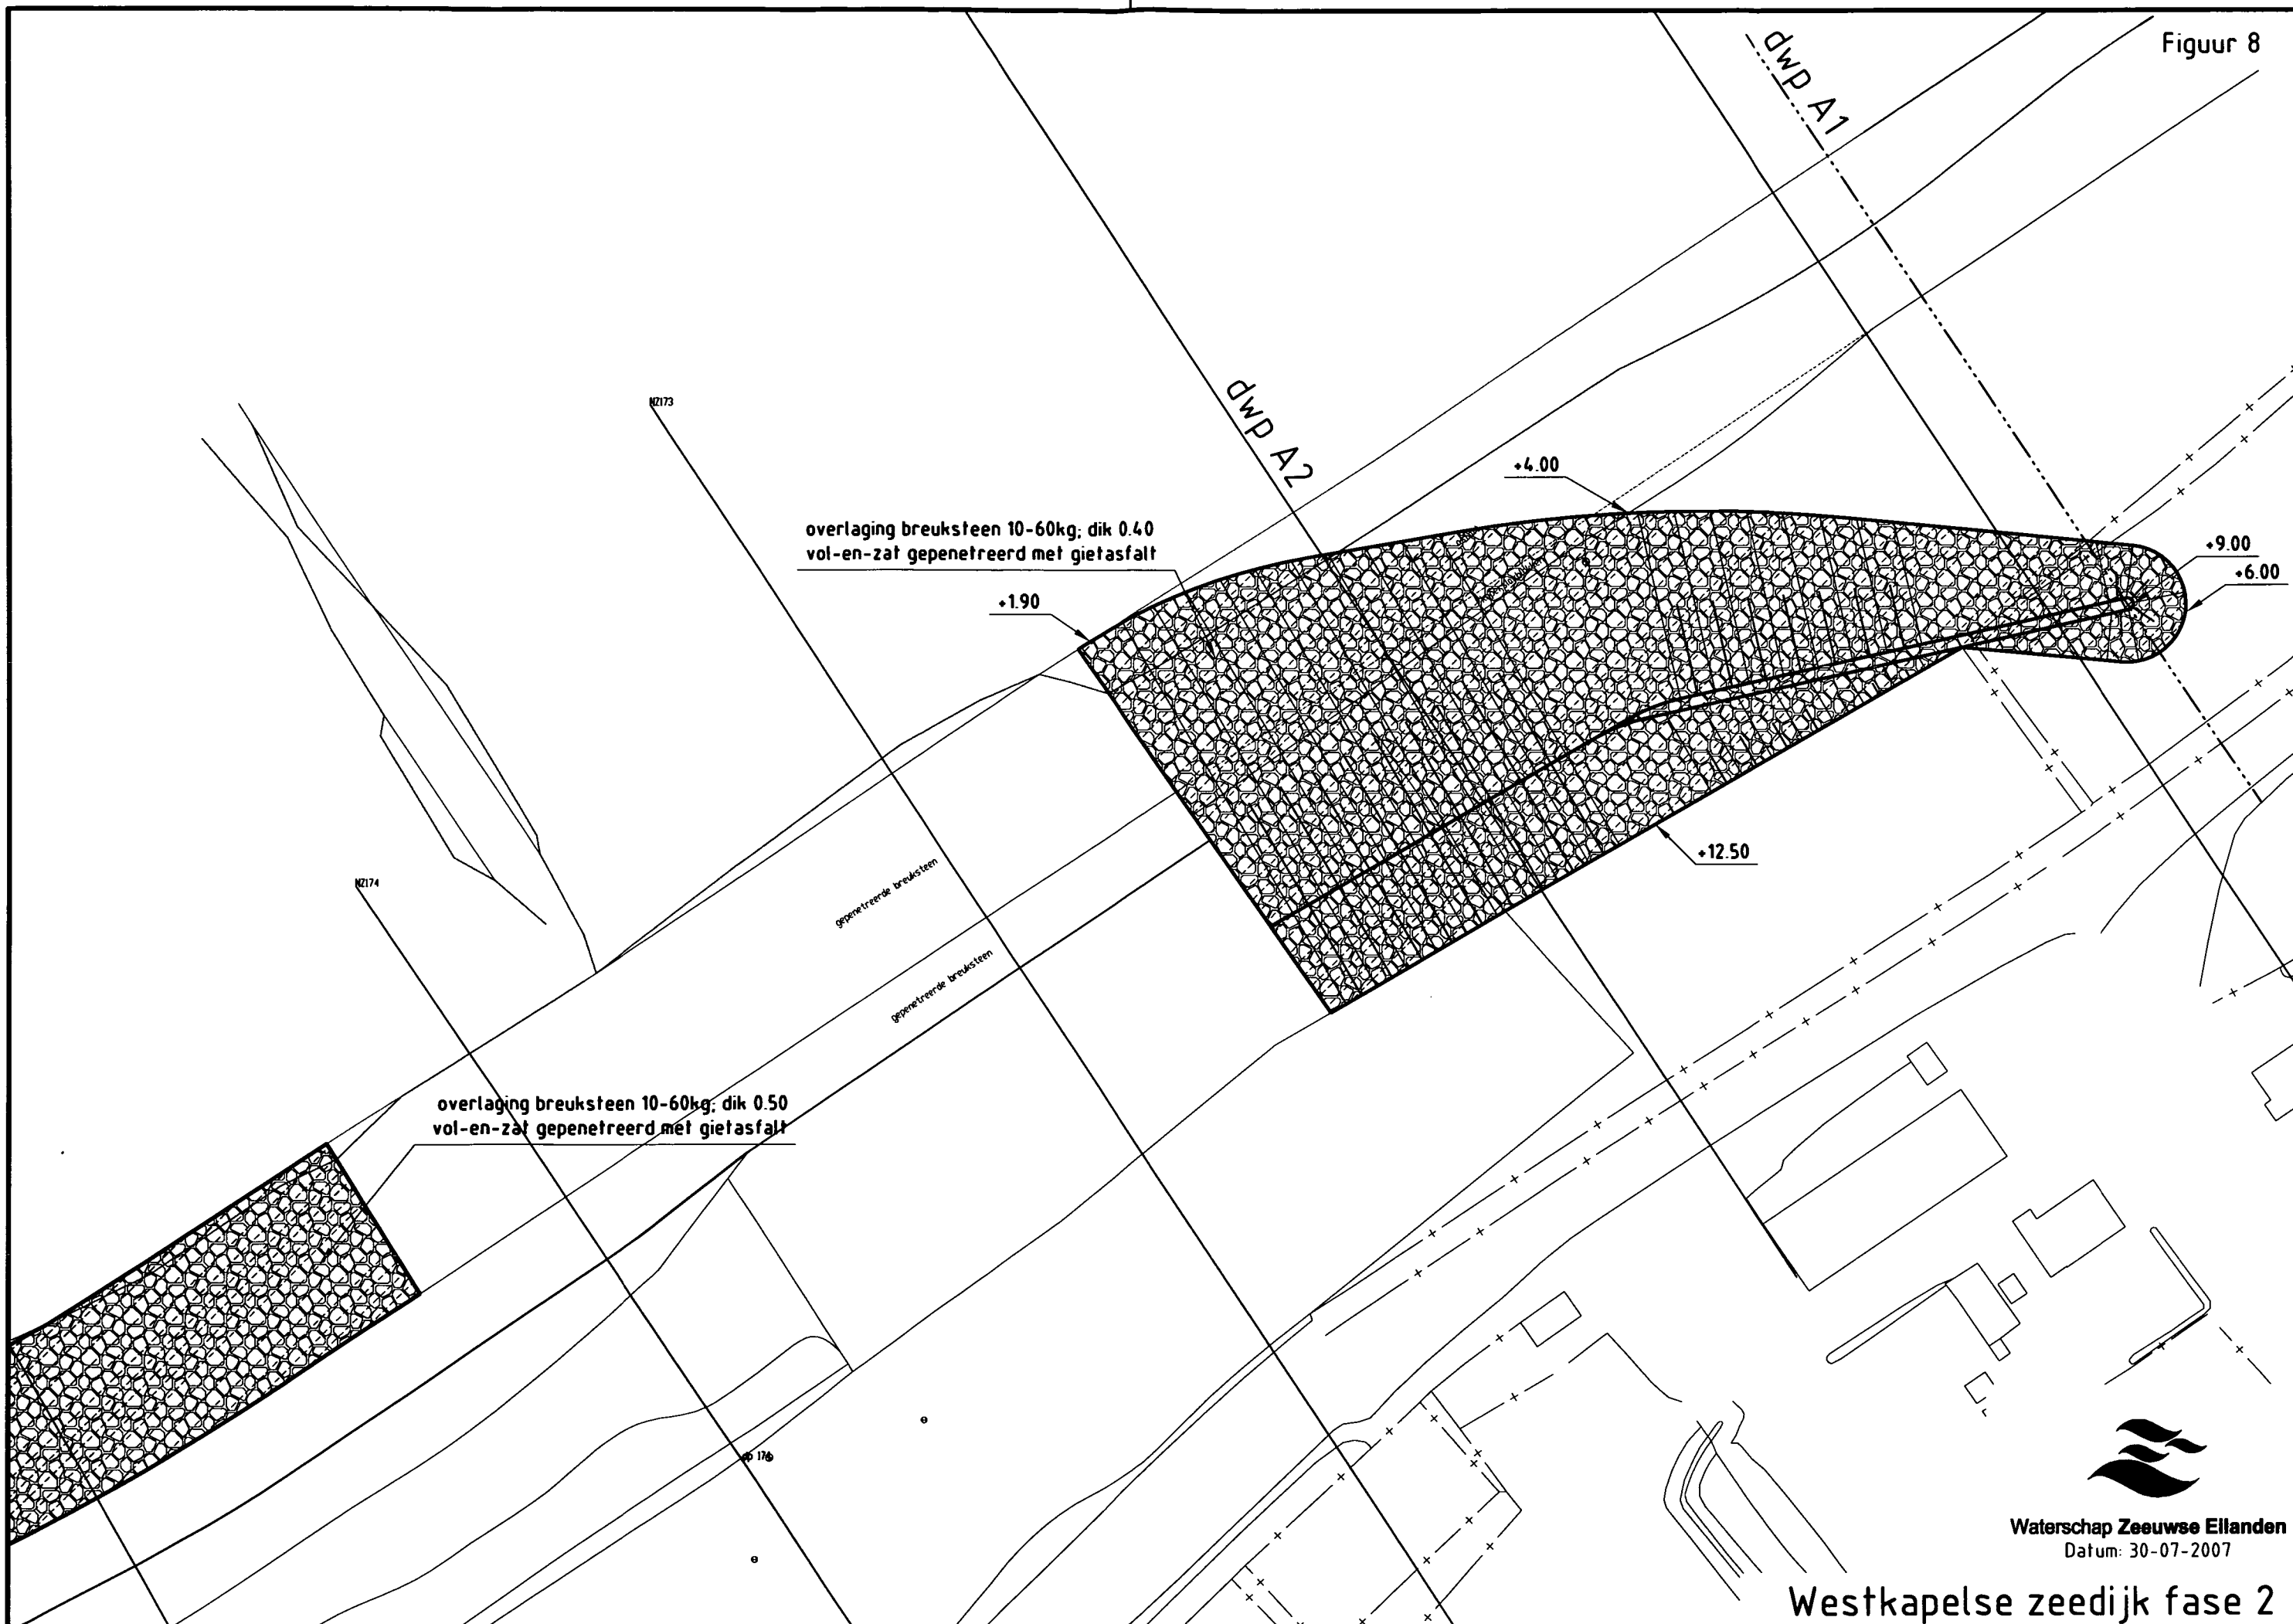 Figuur 8
dwp A1
dwp A2
NZ173
+4.00
overlaging breuksteen 10-60kg; dik 0.40
vol-en-zat gepenetreerd met gietasfalt
+9.00
+6.00
+1.90
+12.50
gepenetreerde breuksteen
NZ174
gepenetreerde breuksteen
overlaging breuksteen 10-60kg; dik 0.50
vol-en-zat gepenetreerd met gietasfalt
Waterschap Zeeuwse Eilanden
Datum: 30-07-2007
Westkapelse zeedijk fase 2